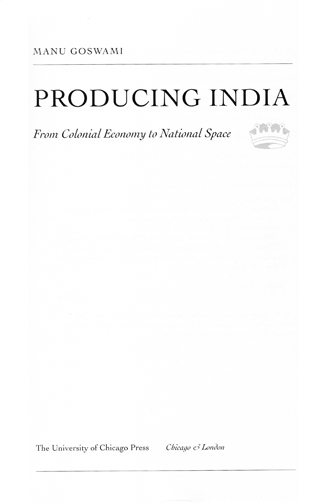 MANU GOSWAMI
PRODUCING INDIA
From Colonial Economy to National Space
The University of Chicago Press Chicago & London